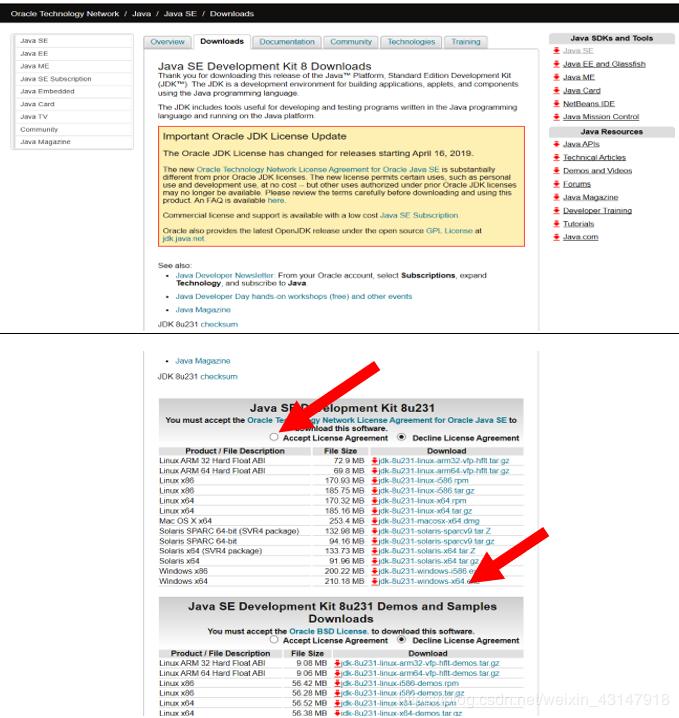 Oracle Technology Network / Java / Java SE / Downloads
Java SE
Java EE
Java ME
Java SE Subscription
Java Embedded
Java Card
Java TV
Community
Java Magazine
Overview Downloads Documentation Community Technologies Training
Java SE Development Kit 8 Downloads
Thank you for downloading this release of the Java™ Platform, Standard Edition Development Kit
(JDK™). The JDK is a development environment for building applications, applets, and components
using the Java programming language.
The JDK includes tools useful for developing and testing programs written in the Java programming
language and running on the Java platform.
Important Oracle JDK License Update
The Oracle JDK License has changed for releases starting April 16, 2019.
The new Oracle Technology Network License Agreement for Oracle Java SE is substantially
different from prior Oracle JDK licenses. The new license permits certain uses, such as personal
use and development use, at no cost -- but other uses authorized under prior Oracle JDK licenses
may no longer be available. Please review the terms carefully before downloading and using this
product. An FAQ is available here.
Commercial license and support is available with a low cost Java SE Subscription
Oracle also provides the latest OpenJDK release under the open source GPL License at
jdk.java.net
See also:
Java Developer Newsletter: From your Oracle account, select Subscriptions, expand
Technology, and subscribe to Java
Java Developer Day hands-on workshops (free) and other events
Java Magazine
JDK 8u231 checksum
Java SDKs and Tools
Java SE
Java EE and Glassfish
Java ME
Java Card
NetBeans IDE
Java Mission Control
Java Resources
Java APIs
Technical Articles
Demos and Videos
Forums
Java Magazine
Developer Training
Tutorials
Java.com
Java Magazine
JDK 8u231 checksum
Java SE Development Kit 8u231
You must accept the Oracle Technology Network License Agreement for Oracle Java SE to
download this software.
Accept License Agreement Decline License Agreement
Product / File Description File Size Download
Linux ARM 32 Hard Float ABI 72.9 MB jdk-8u231-linux-arm32-vfp-hflt.tar.gz
Linux ARM 64 Hard Float ABI 69.8 MB jdk-8u231-linux-arm64-vfp-hflt.tar.gz
Linux x86 170.93 MB jdk-8u231-linux-i586.rpm
Linux x86 185.75 MB jdk-8u231-linux-i586.tar.gz
Linux x64 170.32 MB jdk-8u231-linux-x64.rpm
Linux x64 185.16 MB jdk-8u231-linux-x64.tar.gz
Mac OS X x64 253.4 MB jdk-8u231-macosx-x64.dmg
Solaris SPARC 64-bit (SVR4 package) 132.98 MB jdk-8u231-solaris-sparcv9.tar.Z
Solaris SPARC 64-bit 94.16 MB jdk-8u231-solaris-sparcv9.tar.gz
Solaris x64 (SVR4 package) 133.73 MB jdk-8u231-solaris-x64.tar.Z
Solaris x64 91.96 MB jdk-8u231-solaris-x64.tar.gz
Windows x86 200.22 MB jdk-8u231-windows-i586.exe
Windows x64 210.18 MB jdk-8u231-windows-x64.exe
Java SE Development Kit 8u231 Demos and Samples
Downloads
You must accept the Oracle BSD License. to download this software.
Accept License Agreement Decline License Agreement
Product / File Description File Size Download
Linux ARM 32 Hard Float ABI 9.08 MB jdk-8u231-linux-arm32-vfp-hflt-demos.tar.gz
Linux ARM 64 Hard Float ABI 9.06 MB jdk-8u231-linux-arm64-vfp-hflt-demos.tar.gz
Linux x86 56.42 MB jdk-8u231-linux-i586-demos.rpm
Linux x86 56.28 MB jdk-8u231-linux-i586-demos.tar.gz
Linux x64 56.52 MB jdk-8u231-linux-x64-demos.rpm
Linux x64 56.38 MB jdk-8u231-linux-x64-demos.tar.gz
blog.csdn.net/weixin_43147918